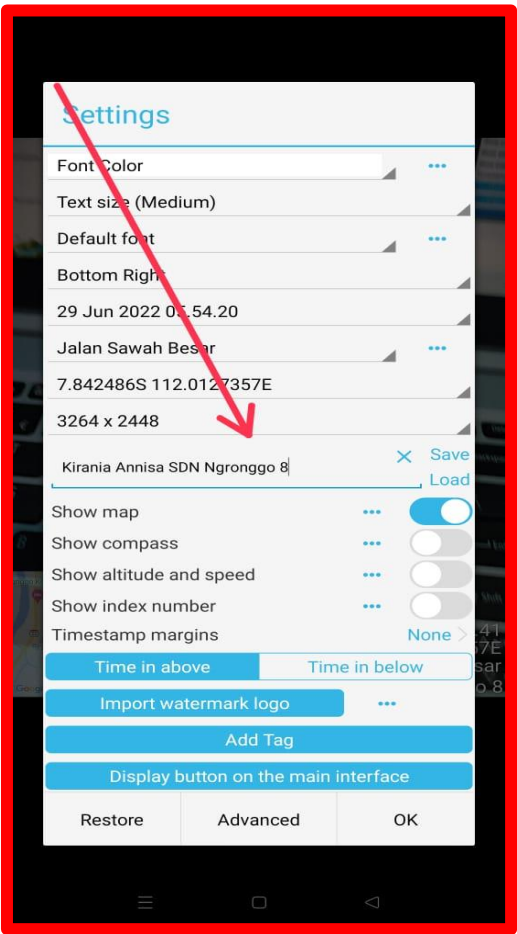 Settings
Font Color
Text size (Medium)
Default font
Bottom Right
29 Jun 2022 05.54.20
Jalan Sawah Besar
7.842486S 112.0127357E
3264 x 2448
Kirania Annisa SDN Ngronggo 8
Save
Load
Show map
Show compass
Show altitude and speed
Show index number
Timestamp margins None
Time in above Time in below
Import watermark logo
Add Tag
Display button on the main interface
Restore Advanced OK